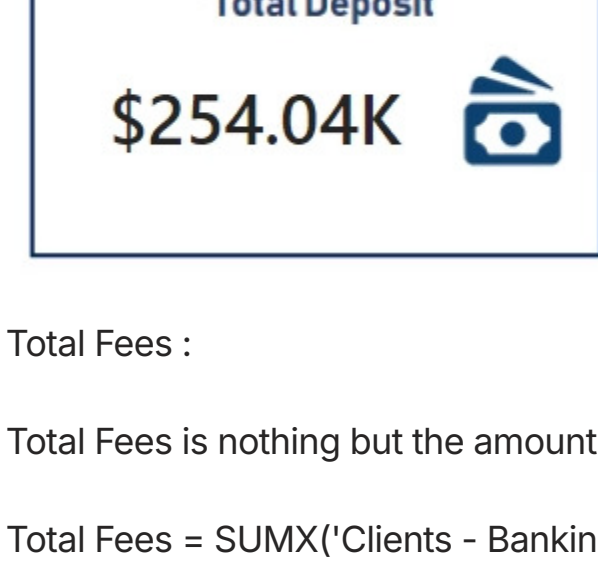 Total Deposit
$254.04K
Total Fees :
Total Fees is nothing but the amount
Total Fees = SUMX('Clients - Bankin